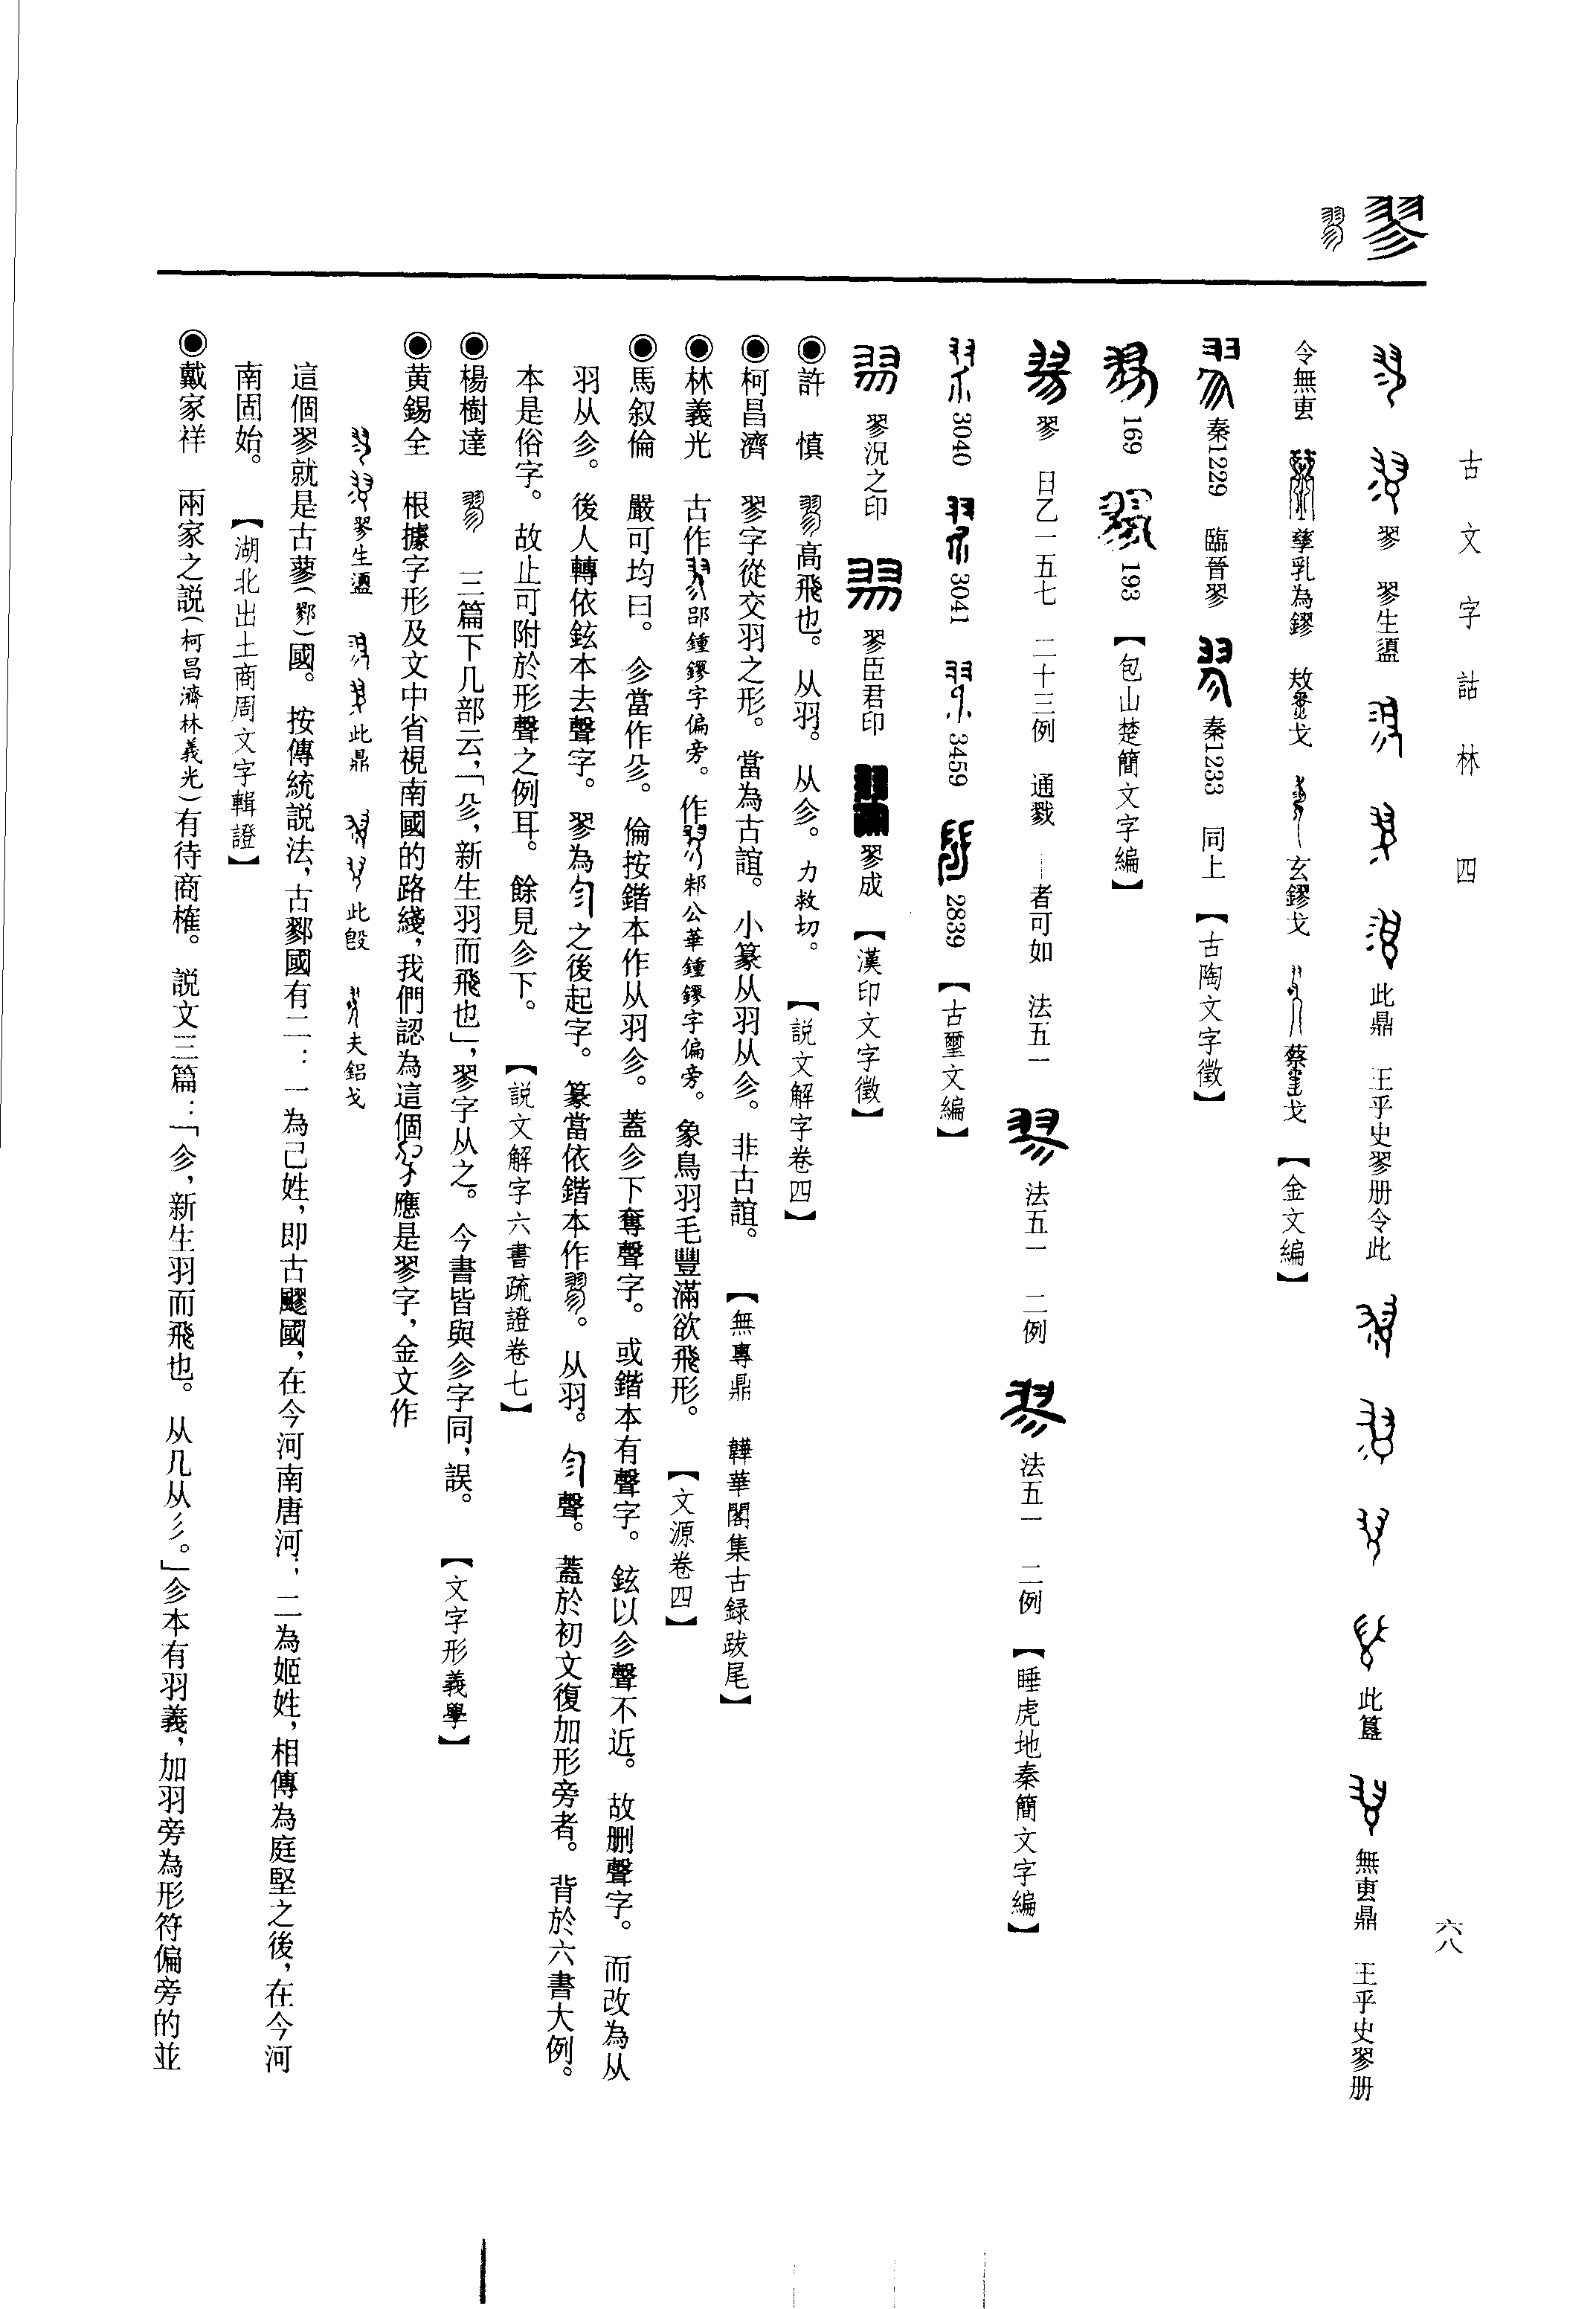 古文字詁林 四
六八
翏
翏 翏生盨 此鼎 王乎史翏册令此 此簋 無叀鼎 王乎史翏册
令無叀 孳乳為鏐 戈 玄鏐戈 蔡戈 【金文編】
秦1229 臨晉翏 秦1233 同上 【古陶文字徵】
169 193 【包山楚簡文字編】
翏 日乙一五七 二十三例 通戮 者可如 法五一 法五一 二例 法五一 二例 【睡虎地秦簡文字編】
3040 3041 3459 2839 【古璽文編】
翏況之印 翏臣君印 翏成 【漢印文字徵】
◉許 慎 高飛也。从羽。从㐱。力救切。 【説文解字卷四】
◉柯昌濟 翏字從交羽之形。當為古誼。小篆从羽从㐱。非古誼。 【無專鼎 韡華閣集古録跋尾】
◉林義光 古作 邵鐘鏐字偏旁。作 邾公華鐘鏐字偏旁。象鳥羽毛豐滿欲飛形。 【文源卷四】
◉馬叙倫 嚴可均曰。㐱當作。倫按鍇本作从羽㐱。蓋㐱下奪聲字。或鍇本有聲字。鉉以㐱聲不近。故删聲字。而改為从
羽从㐱。後人轉依鉉本去聲字。翏為之後起字。篆當依鍇本作。从羽。聲。蓋於初文復加形旁者。背於六書大例。
本是俗字。故止可附於形聲之例耳。餘見㐱下。 【説文解字六書疏證卷七】
◉楊樹達 三篇下几部云,「,新生羽而飛也」,翏字从之。今書皆與㐱字同,誤。 【文字形義學】
◉黄錫全 根據字形及文中省視南國的路綫,我們認為這個應是翏字,金文作
翏生盨 此鼎 此𣪘 夫鋁戈
這個翏就是古蓼(鄝)國。按傳統説法,古鄝國有二:一為己姓,即古飂國,在今河南唐河;二為姬姓,相傳為庭堅之後,在今河
南固始。 【湖北出土商周文字輯證】
◉戴家祥 兩家之説(柯昌濟林義光)有待商榷。説文三篇:「㐱,新生羽而飛也。从几从彡。」㐱本有羽義,加羽旁為形符偏旁的並